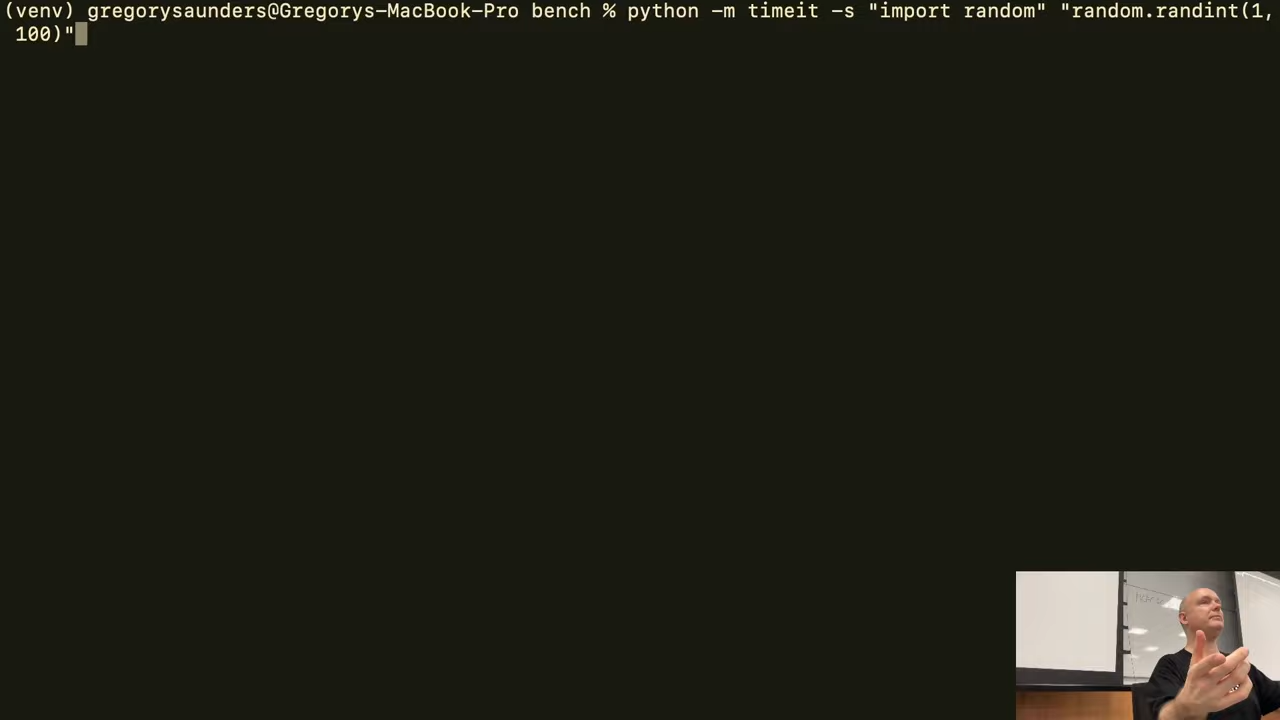 (venv) gregorysaunders@Gregorys-MacBook-Pro bench % python -m timeit -s "import random" "random.randint(1,
100)"